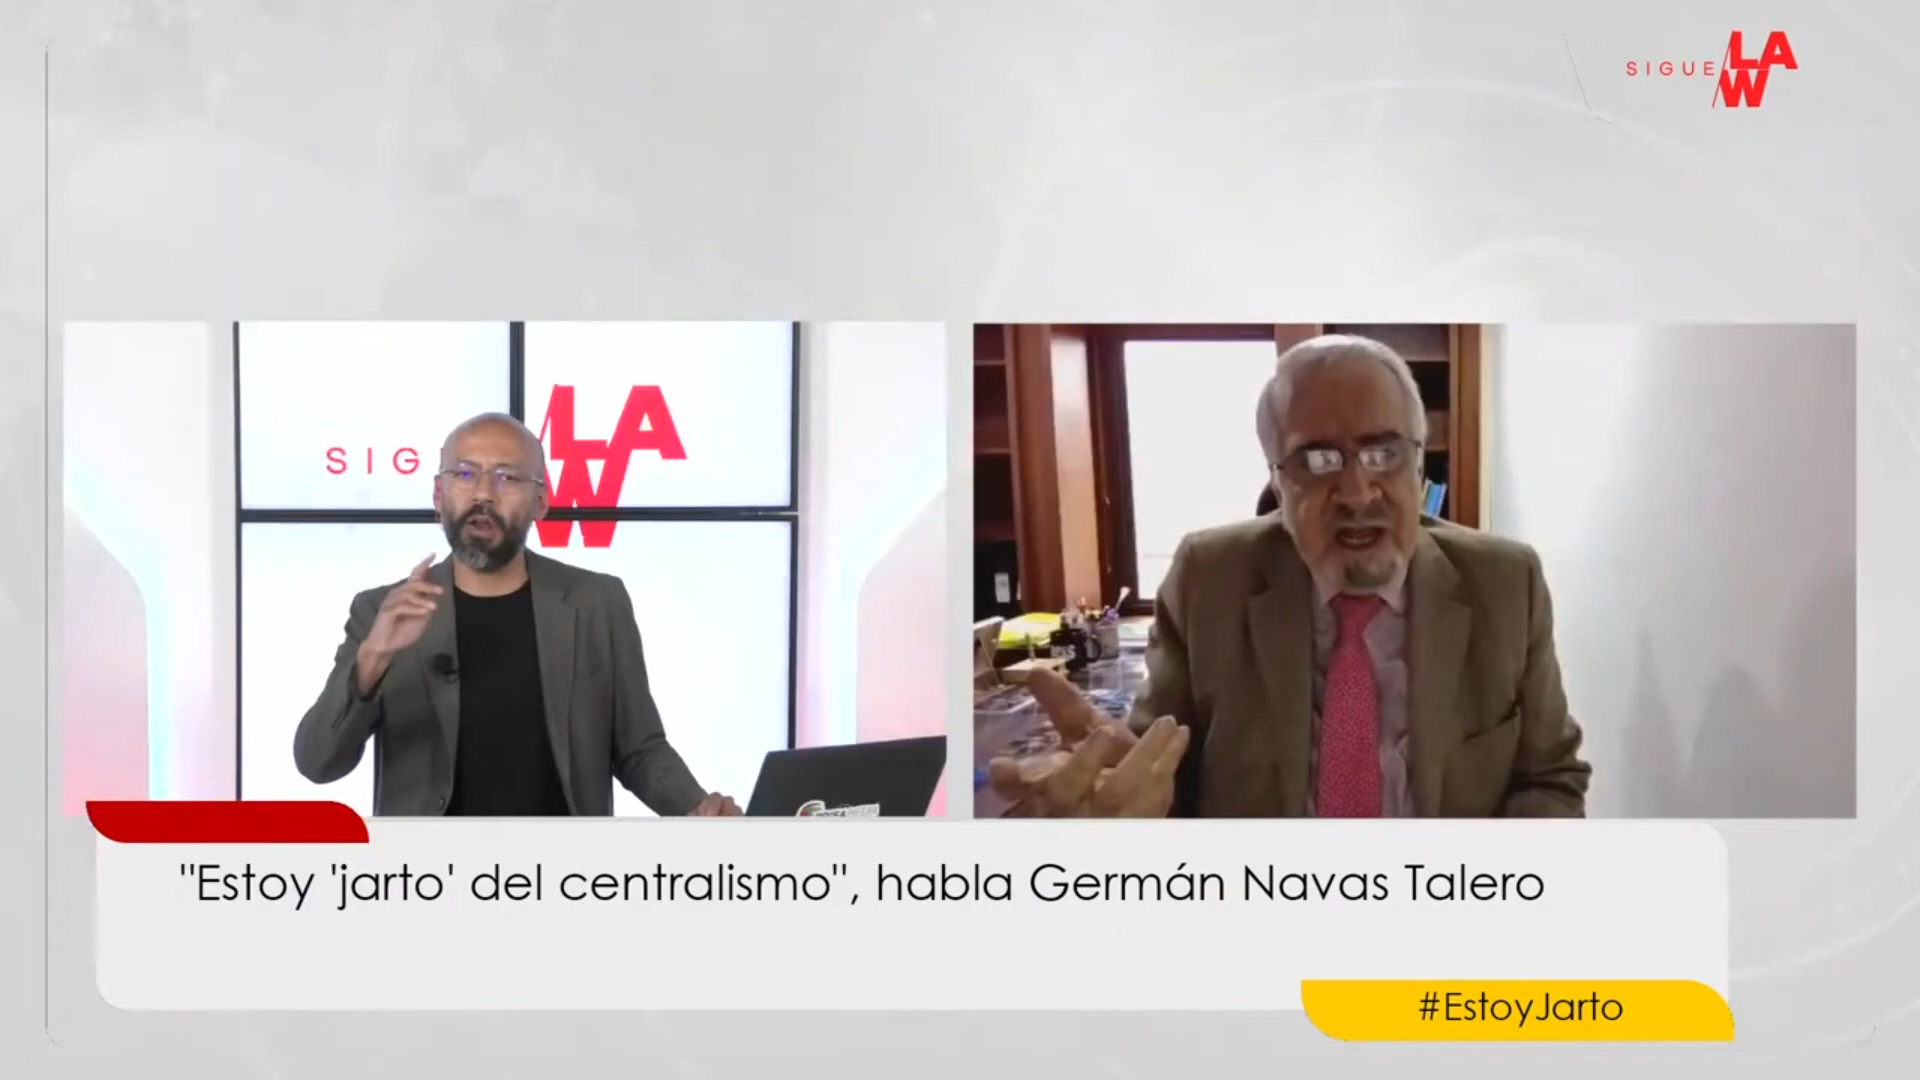 SIGUE LA W
SIG LA W
"Estoy 'jarto' del centralismo", habla Germán Navas Talero
#EstoyJarto